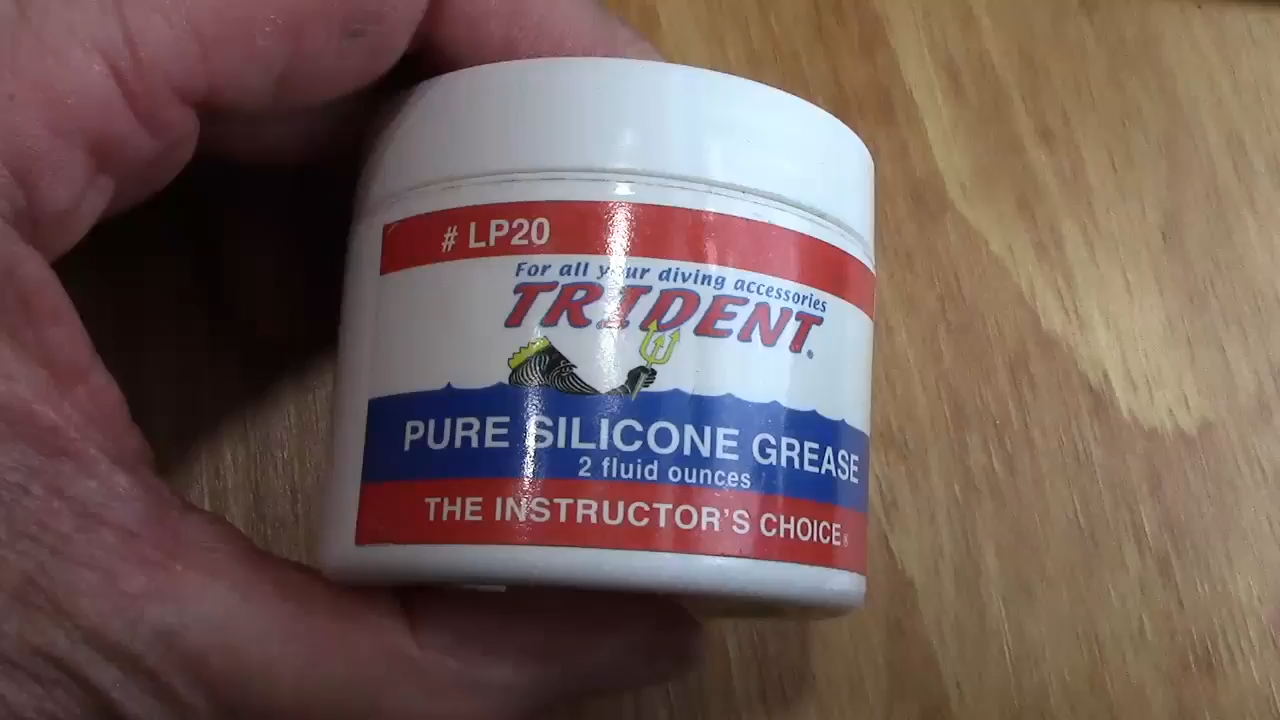 # LP20
For all your diving accessories
TRIDENT®
PURE SILICONE GREASE
2 fluid ounces
THE INSTRUCTOR'S CHOICE®